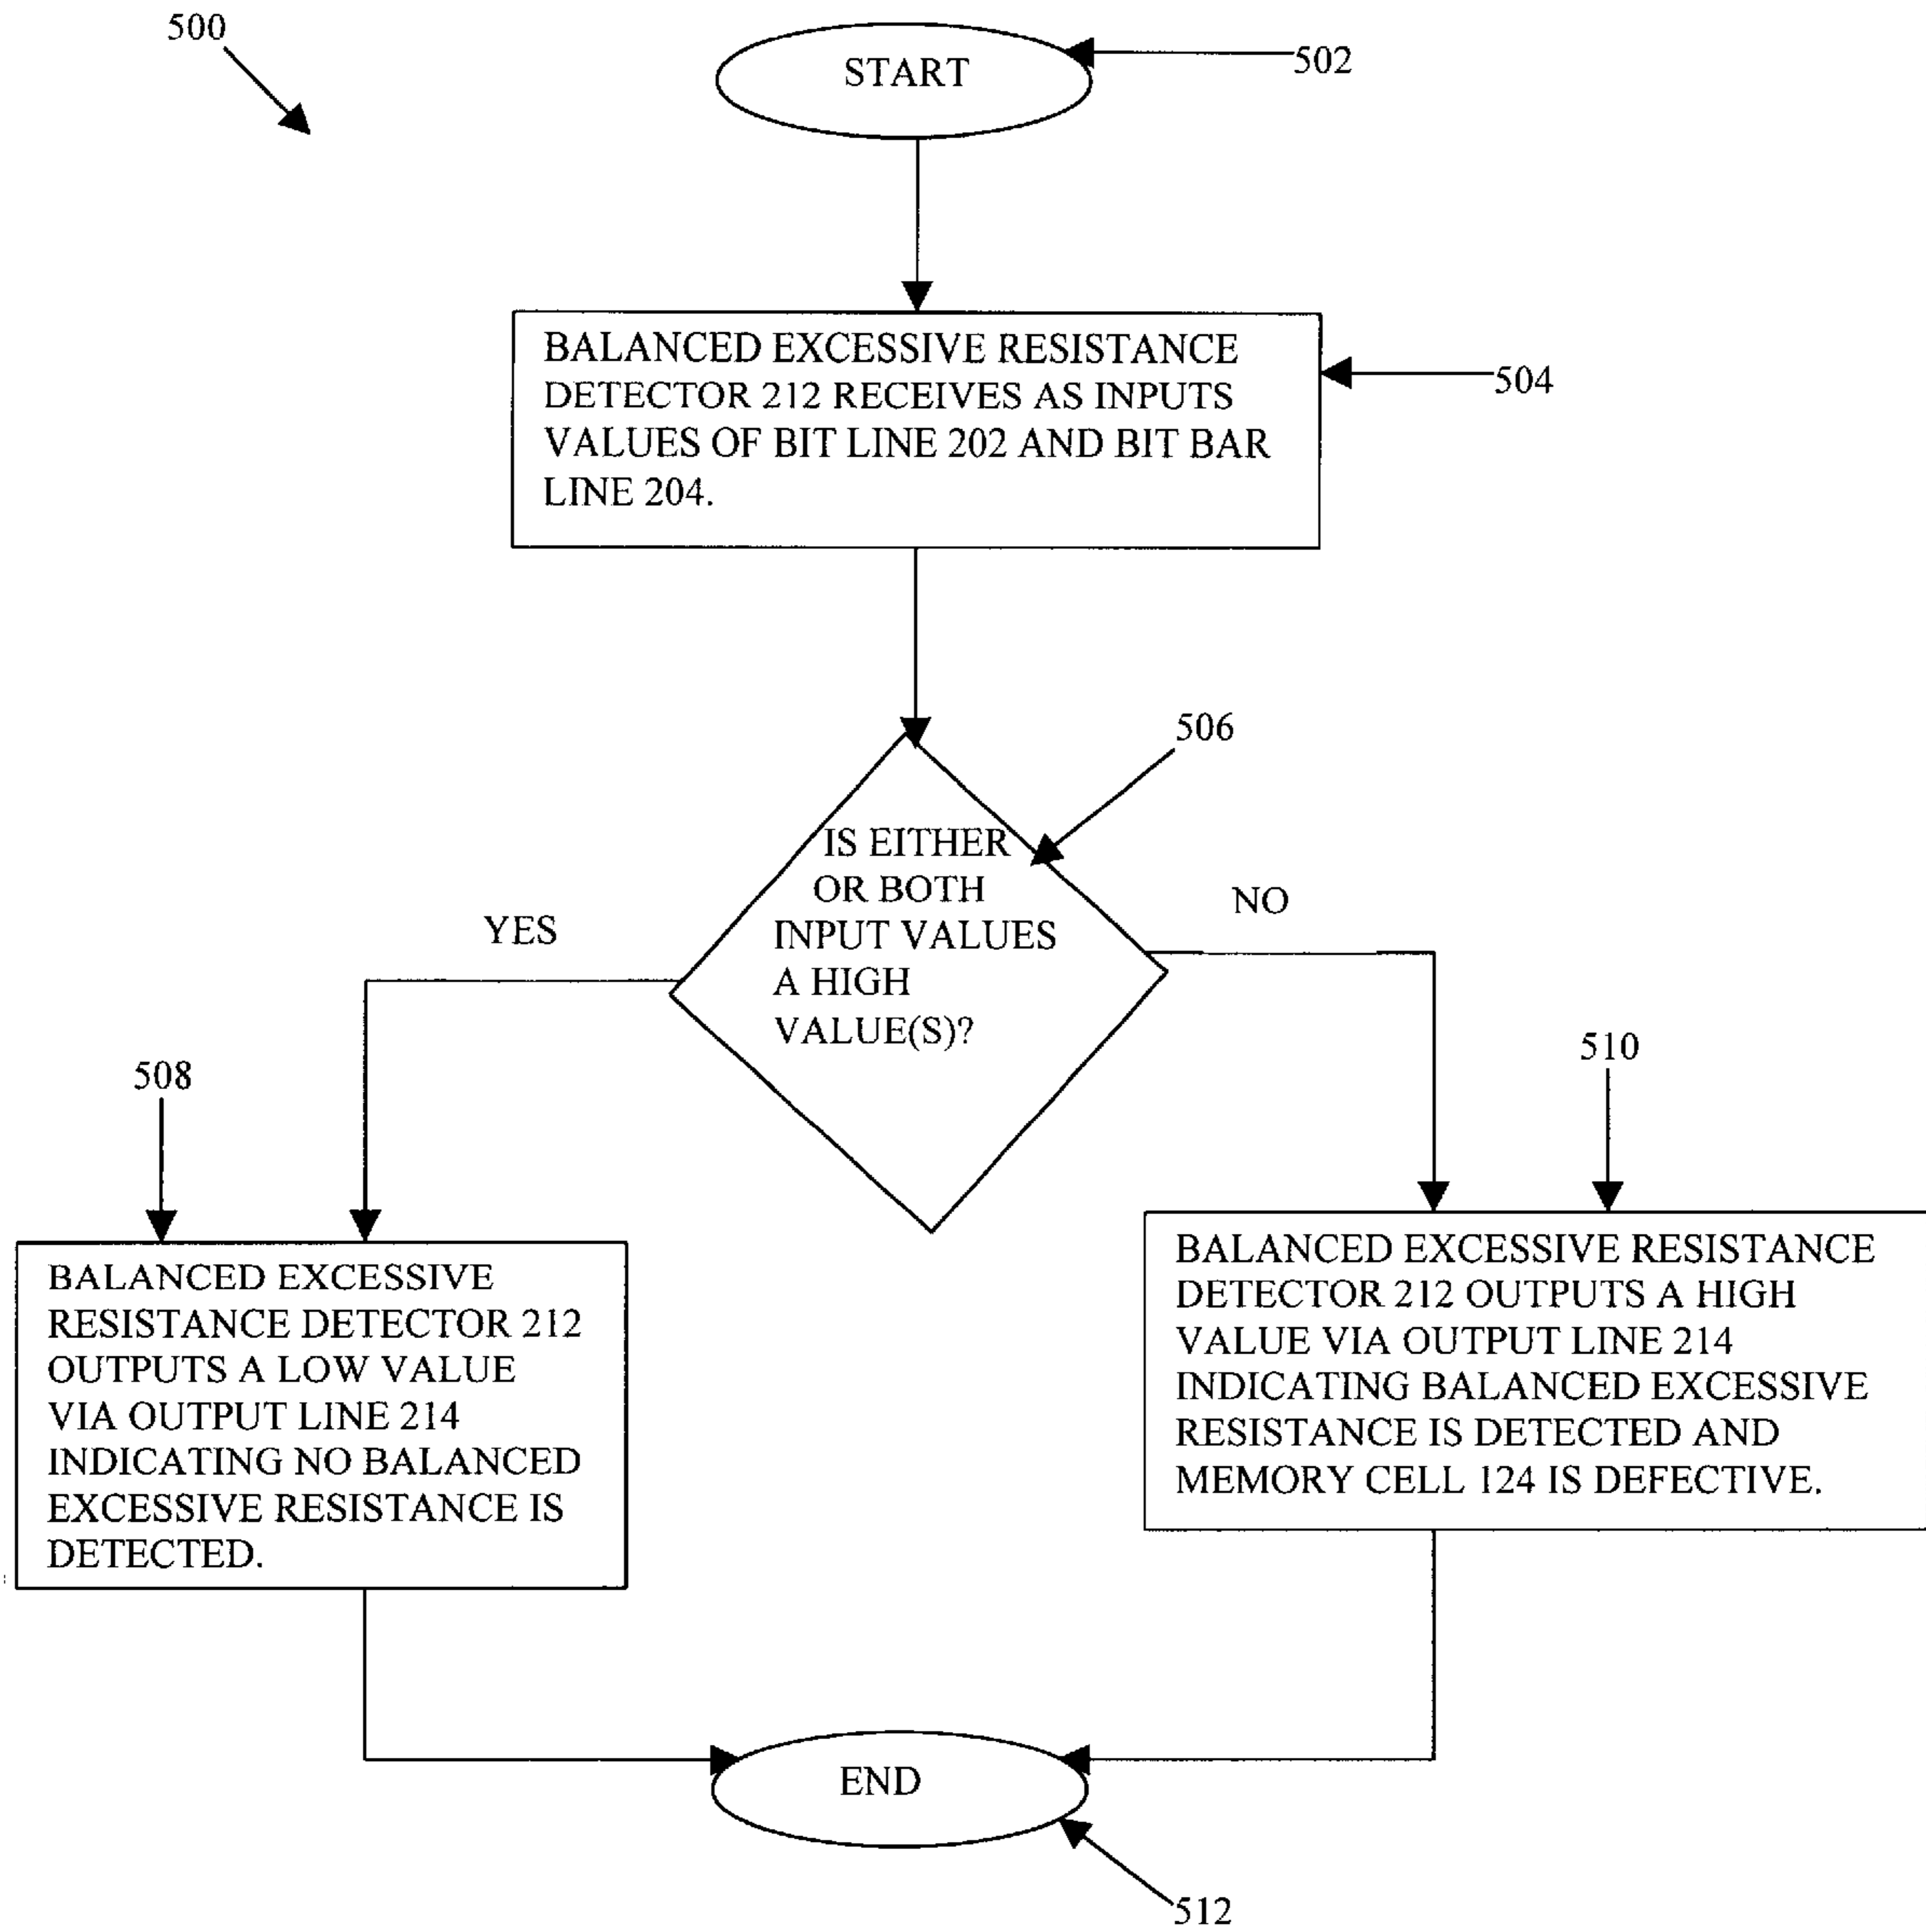 500
START
502
BALANCED EXCESSIVE RESISTANCE
DETECTOR 212 RECEIVES AS INPUTS
VALUES OF BIT LINE 202 AND BIT BAR
LINE 204.
504
506
IS EITHER
OR BOTH
INPUT VALUES
A HIGH
VALUE(S)?
YES
NO
508
510
BALANCED EXCESSIVE
RESISTANCE DETECTOR 212
OUTPUTS A LOW VALUE
VIA OUTPUT LINE 214
INDICATING NO BALANCED
EXCESSIVE RESISTANCE IS
DETECTED.
BALANCED EXCESSIVE RESISTANCE
DETECTOR 212 OUTPUTS A HIGH
VALUE VIA OUTPUT LINE 214
INDICATING BALANCED EXCESSIVE
RESISTANCE IS DETECTED AND
MEMORY CELL 124 IS DEFECTIVE.
END
512